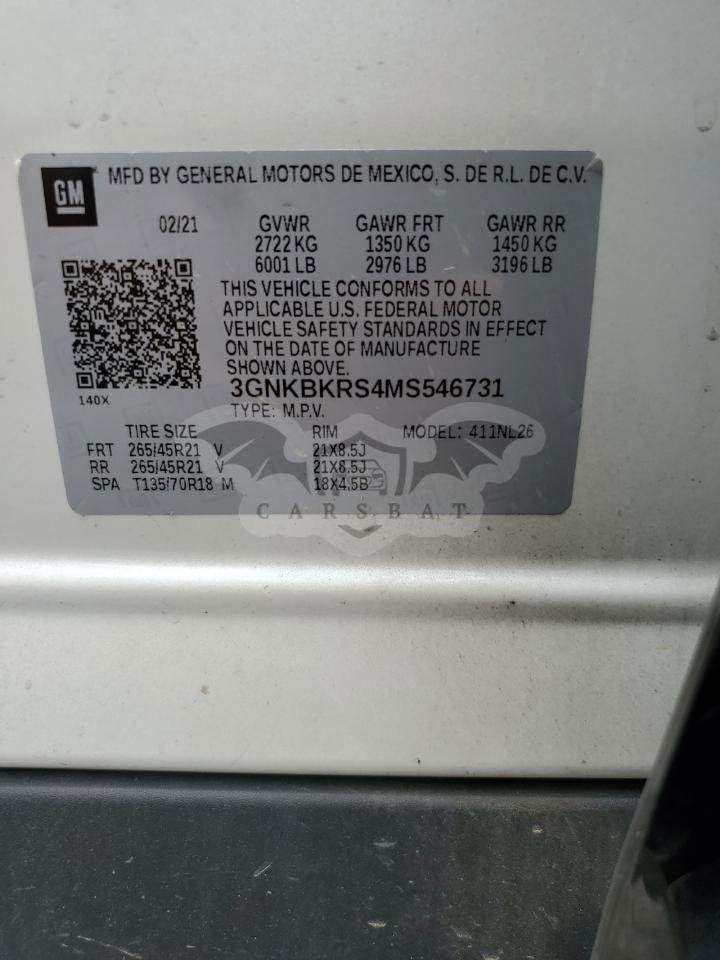 GM
MFD BY GENERAL MOTORS DE MEXICO, S. DE R.L. DE C.V.
02/21 GVWR GAWR FRT GAWR RR
2722 KG 1350 KG 1450 KG
6001 LB 2976 LB 3196 LB
THIS VEHICLE CONFORMS TO ALL
APPLICABLE U.S. FEDERAL MOTOR
VEHICLE SAFETY STANDARDS IN EFFECT
ON THE DATE OF MANUFACTURE
SHOWN ABOVE.
140X
3GNKBKRS4MS546731
TYPE: M.P.V.
TIRE SIZE RIM MODEL: 411NL26
FRT 265/45R21 V 21X8.5J
RR 265/45R21 V 21X8.5J
SPA T135/70R18 M 18X4.5B
CARSBAT